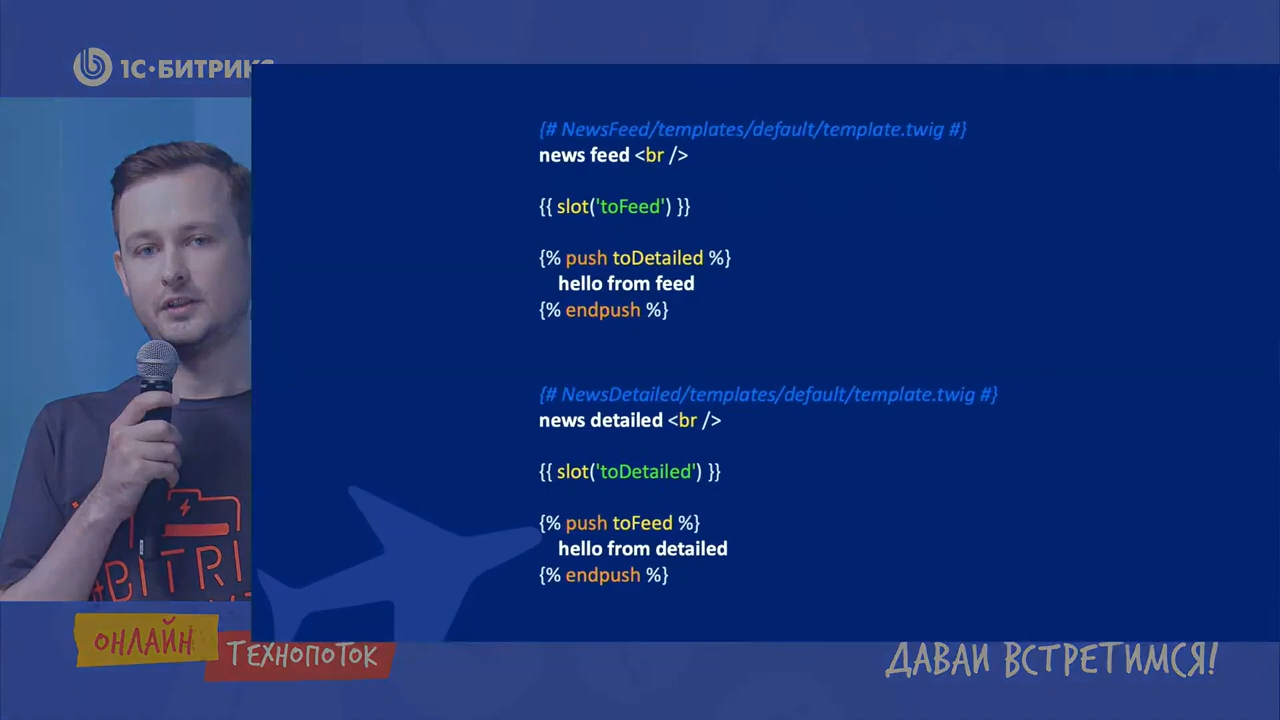 1С·БИТРИКС
{# NewsFeed/templates/default/template.twig #}
news feed <br />
{{ slot('toFeed') }}
{% push toDetailed %}
hello from feed
{% endpush %}
{# NewsDetailed/templates/default/template.twig #}
news detailed <br />
{{ slot('toDetailed') }}
{% push toFeed %}
hello from detailed
{% endpush %}
#BITRI
ОНЛАЙН
ТЕХНОПОТОК
ДАВАЙ ВСТРЕТИМСЯ!